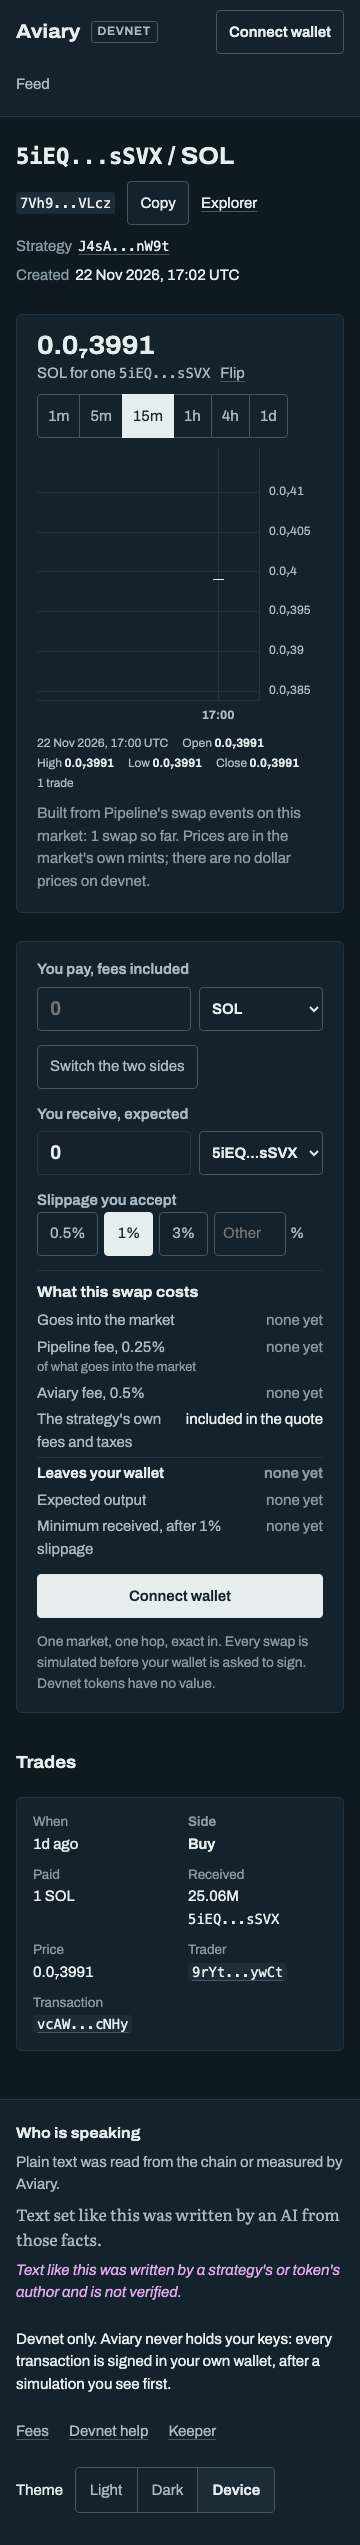 Aviary DEVNET Connect wallet
Feed
5iEQ...sSVX / SOL
7Vh9...VLcz Copy Explorer
Strategy J4sA...nW9t
Created 22 Nov 2026, 17:02 UTC
0.0₇3991
SOL for one 5iEQ...sSVX Flip
1m 5m 15m 1h 4h 1d
0.0₇41
0.0₇405
0.0₇4
0.0₇395
0.0₇39
0.0₇385
17:00
22 Nov 2026, 17:00 UTC Open 0.0₇3991
High 0.0₇3991 Low 0.0₇3991 Close 0.0₇3991
1 trade
Built from Pipeline's swap events on this
market: 1 swap so far. Prices are in the
market's own mints; there are no dollar
prices on devnet.
You pay, fees included
0 SOL
Switch the two sides
You receive, expected
0 5iEQ...sSVX
Slippage you accept
0.5% 1% 3% Other %
What this swap costs
Goes into the market none yet
Pipeline fee, 0.25% none yet
of what goes into the market
Aviary fee, 0.5% none yet
The strategy's own included in the quote
fees and taxes
Leaves your wallet none yet
Expected output none yet
Minimum received, after 1% none yet
slippage
Connect wallet
One market, one hop, exact in. Every swap is
simulated before your wallet is asked to sign.
Devnet tokens have no value.
Trades
When Side
1d ago Buy
Paid Received
1 SOL 25.06M
5iEQ...sSVX
Price Trader
0.0₇3991 9rYt...ywCt
Transaction
vcAW...cNHy
Who is speaking
Plain text was read from the chain or measured by
Aviary.
Text set like this was written by an AI from
those facts.
Text like this was written by a strategy's or token's
author and is not verified.
Devnet only. Aviary never holds your keys: every
transaction is signed in your own wallet, after a
simulation you see first.
Fees Devnet help Keeper
Theme Light Dark Device